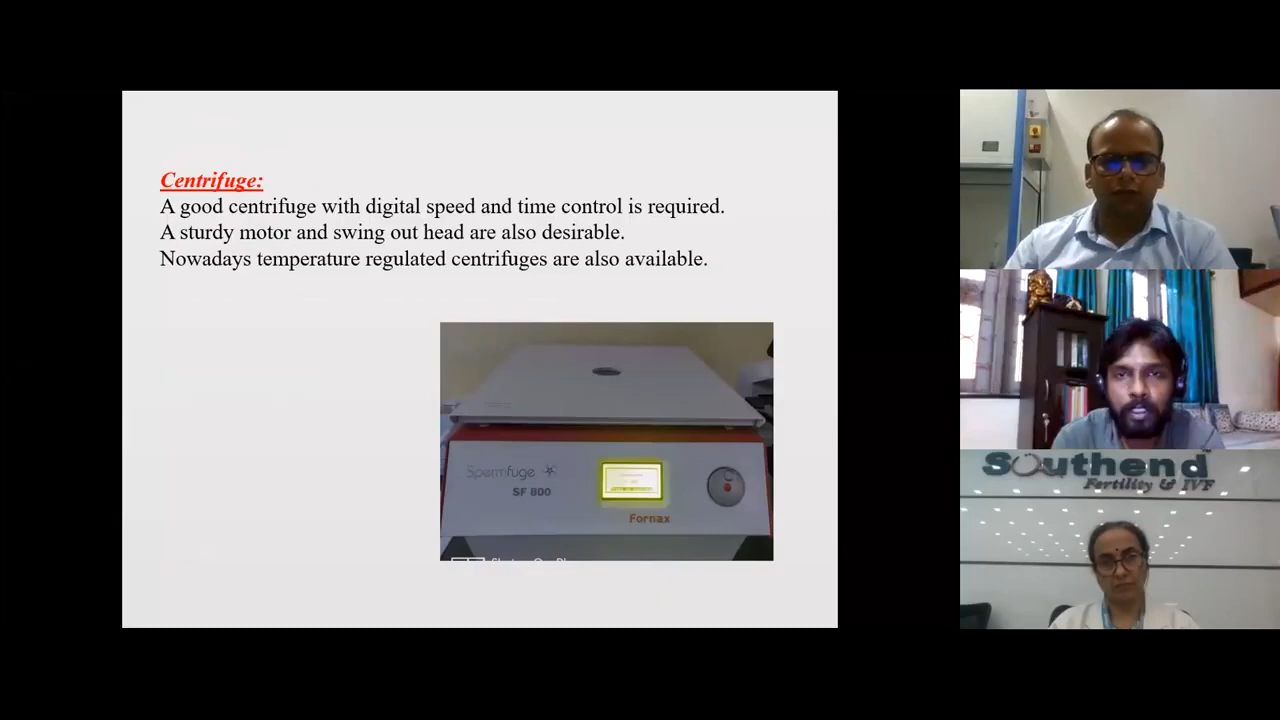 Centrifuge:
A good centrifuge with digital speed and time control is required.
A sturdy motor and swing out head are also desirable.
Nowadays temperature regulated centrifuges are also available.
Spermfuge
SF 800
Fornax
Southend
Fertility & IVF